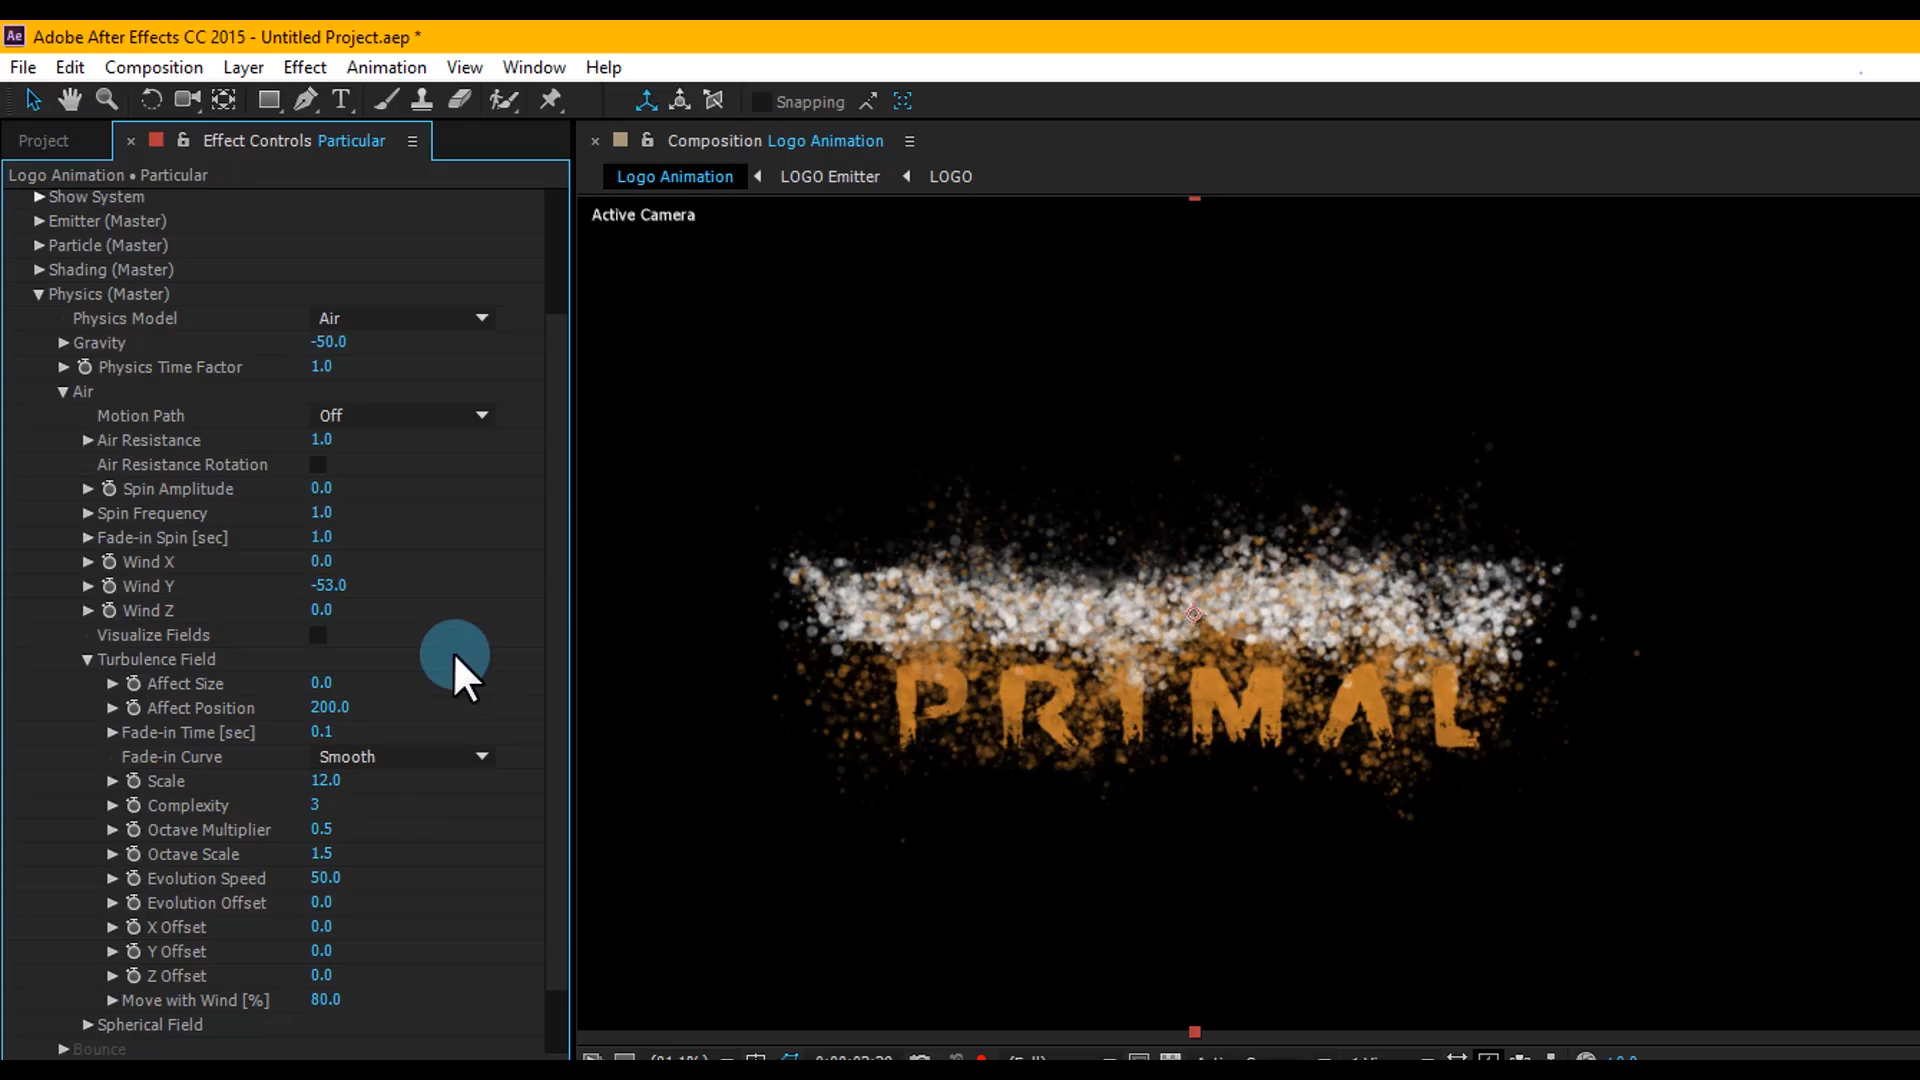 Ae Adobe After Effects CC 2015 - Untitled Project.aep *
File Edit Composition Layer Effect Animation View Window Help
T Snapping
Project × Effect Controls Particular
× Composition Logo Animation
Logo Animation • Particular
Logo Animation LOGO Emitter LOGO
Show System
Active Camera
Emitter (Master)
Particle (Master)
Shading (Master)
Physics (Master)
Physics Model Air
Gravity -50.0
Physics Time Factor 1.0
Air
Motion Path Off
Air Resistance 1.0
Air Resistance Rotation
Spin Amplitude 0.0
Spin Frequency 1.0
Fade-in Spin [sec] 1.0
Wind X 0.0
Wind Y -53.0
Wind Z 0.0
Visualize Fields
Turbulence Field
Affect Size 0.0
Affect Position 200.0
Fade-in Time [sec] 0.1
Fade-in Curve Smooth
Scale 12.0
Complexity 3
Octave Multiplier 0.5
Octave Scale 1.5
Evolution Speed 50.0
Evolution Offset 0.0
X Offset 0.0
Y Offset 0.0
Z Offset 0.0
Move with Wind [%] 80.0
Spherical Field
Bounce
PRIMAL